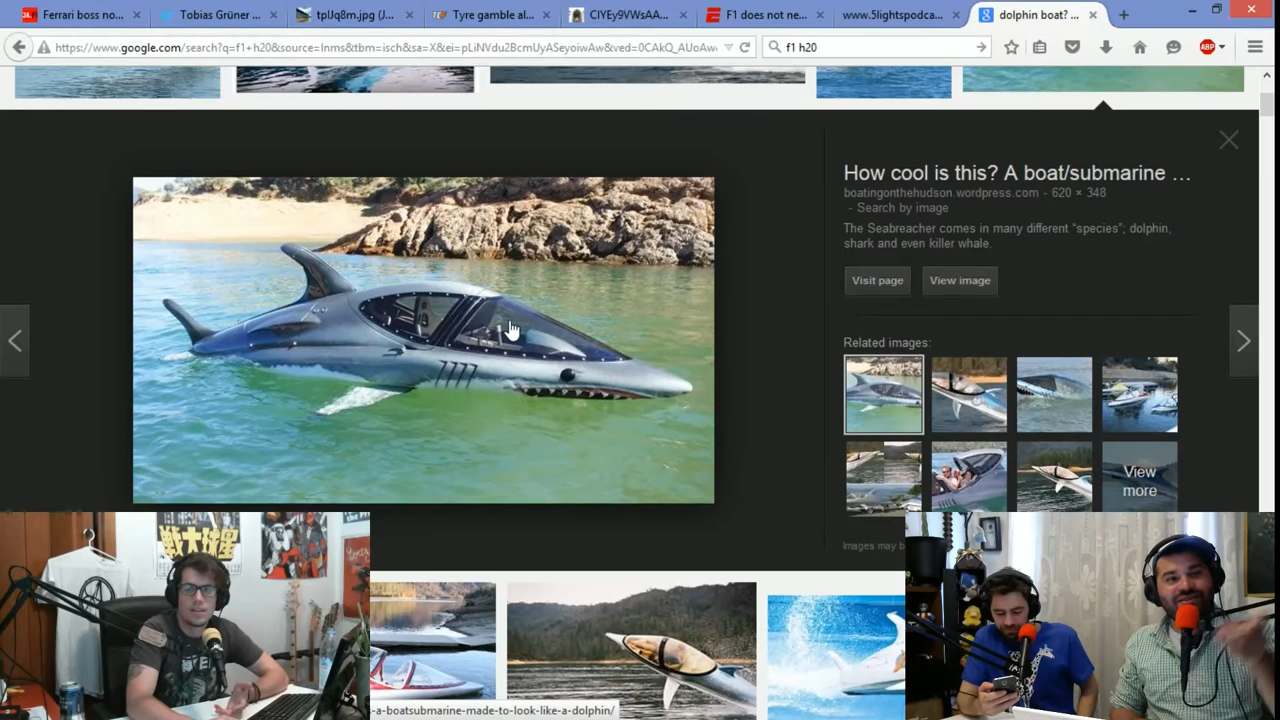 Ferrari boss no...
Tobias Grüner ...
tplJq8m.jpg (J...
Tyre gamble al...
CIYEy9VWsAA...
F1 does not ne...
www.5lightspodca...
dolphin boat? ...
https://www.google.com/search?q=f1+h20&source=lnms&tbm=isch&sa=X&ei=pLiNVdu2BcmUyASeyoiwAw&ved=0CAkQ_AUoAw
f1 h20
ABP
How cool is this? A boat/submarine ...
boatingonthehudson.wordpress.com - 620 × 348
- Search by image
The Seabreacher comes in many different "species"; dolphin,
shark and even killer whale.
Visit page
View image
Related images:
View
more
Images may b
-a-boatsubmarine-made-to-look-like-a-dolphin/